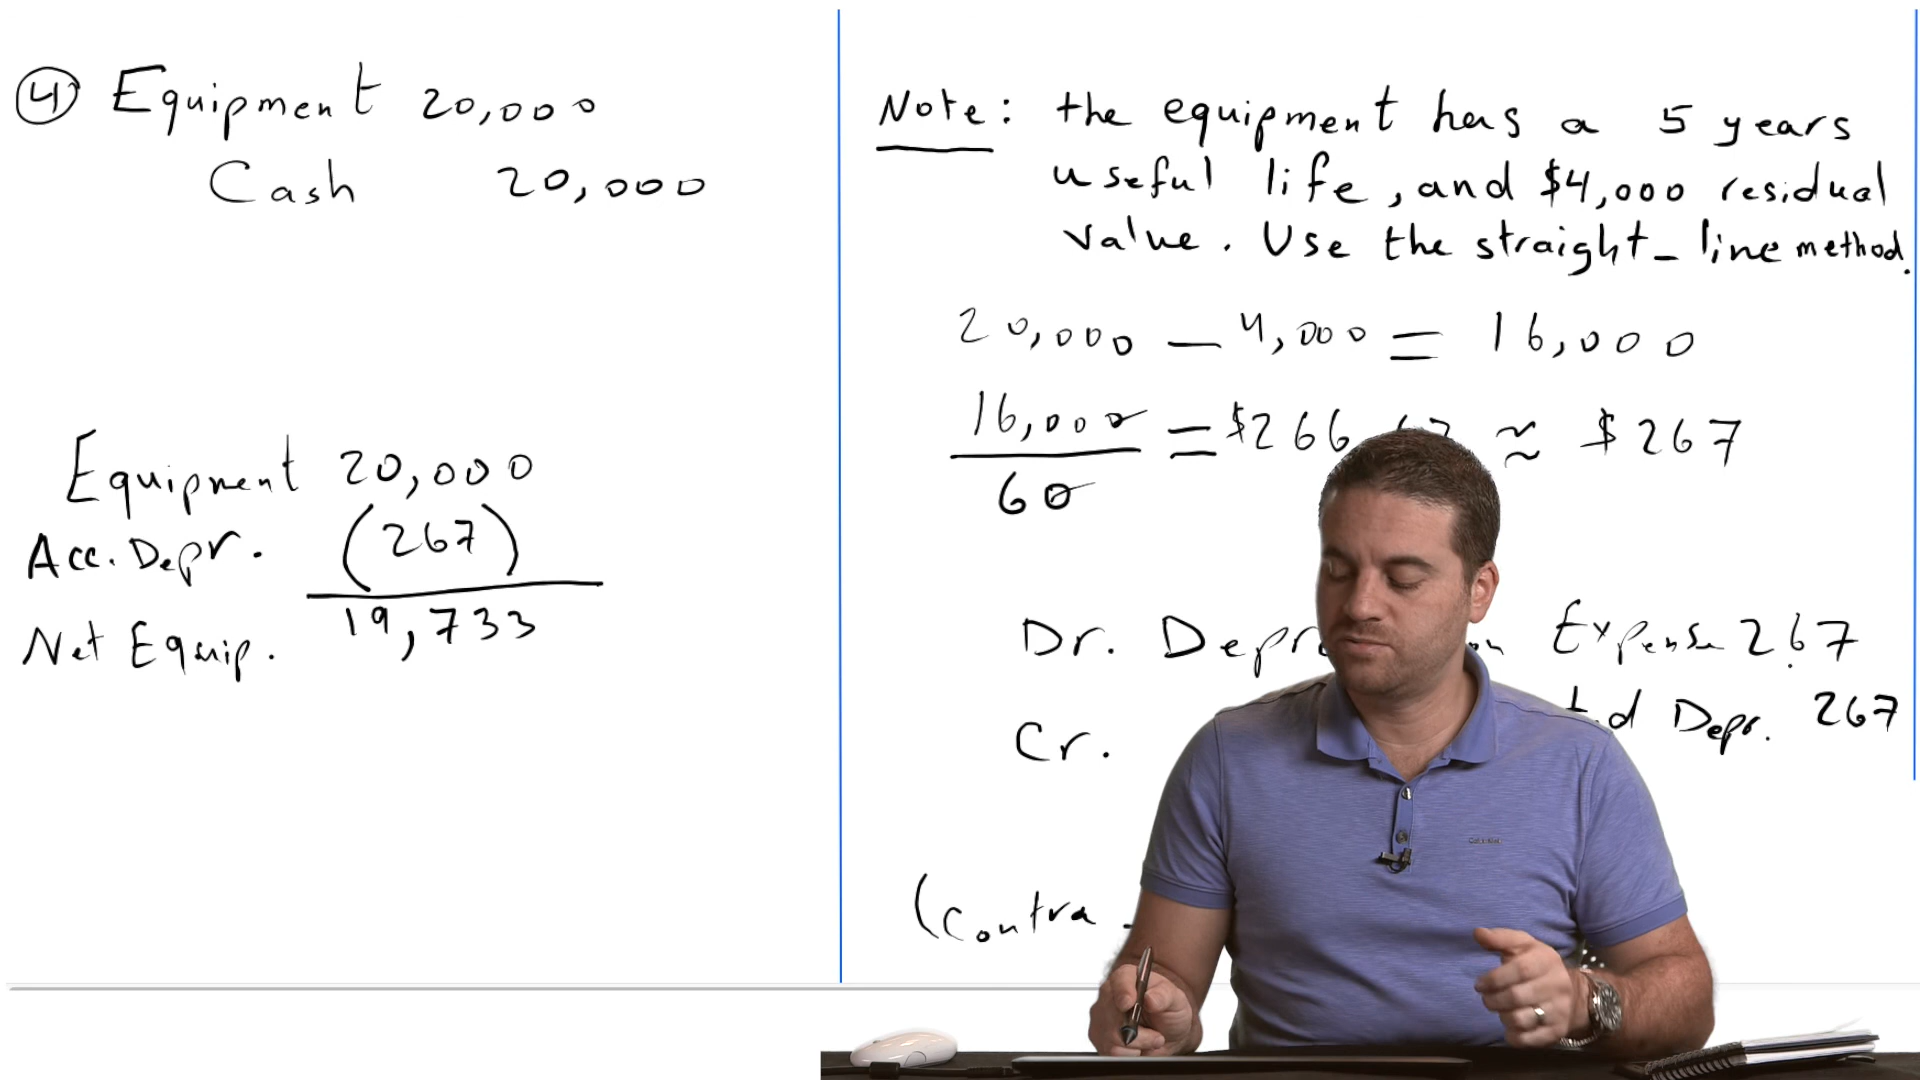 4 Equipment 20,000
Cash 20,000
Equipment 20,000
Acc. Depr. (267)
Net Equip. 19,733
Note: the equipment has a 5 years
useful life, and $4,000 residual
value. Use the straight-line method.
20,000 - 4,000 = 16,000
16,000
60
= $266 ≈ $267
Dr. Expense 267
Cr. Depr. 267
(Contra -